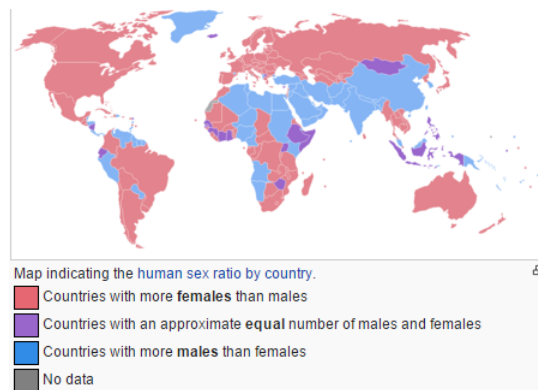 Map indicating the human sex ratio by country.
Countries with more females than males
Countries with an approximate equal number of males and females
Countries with more males than females
No data